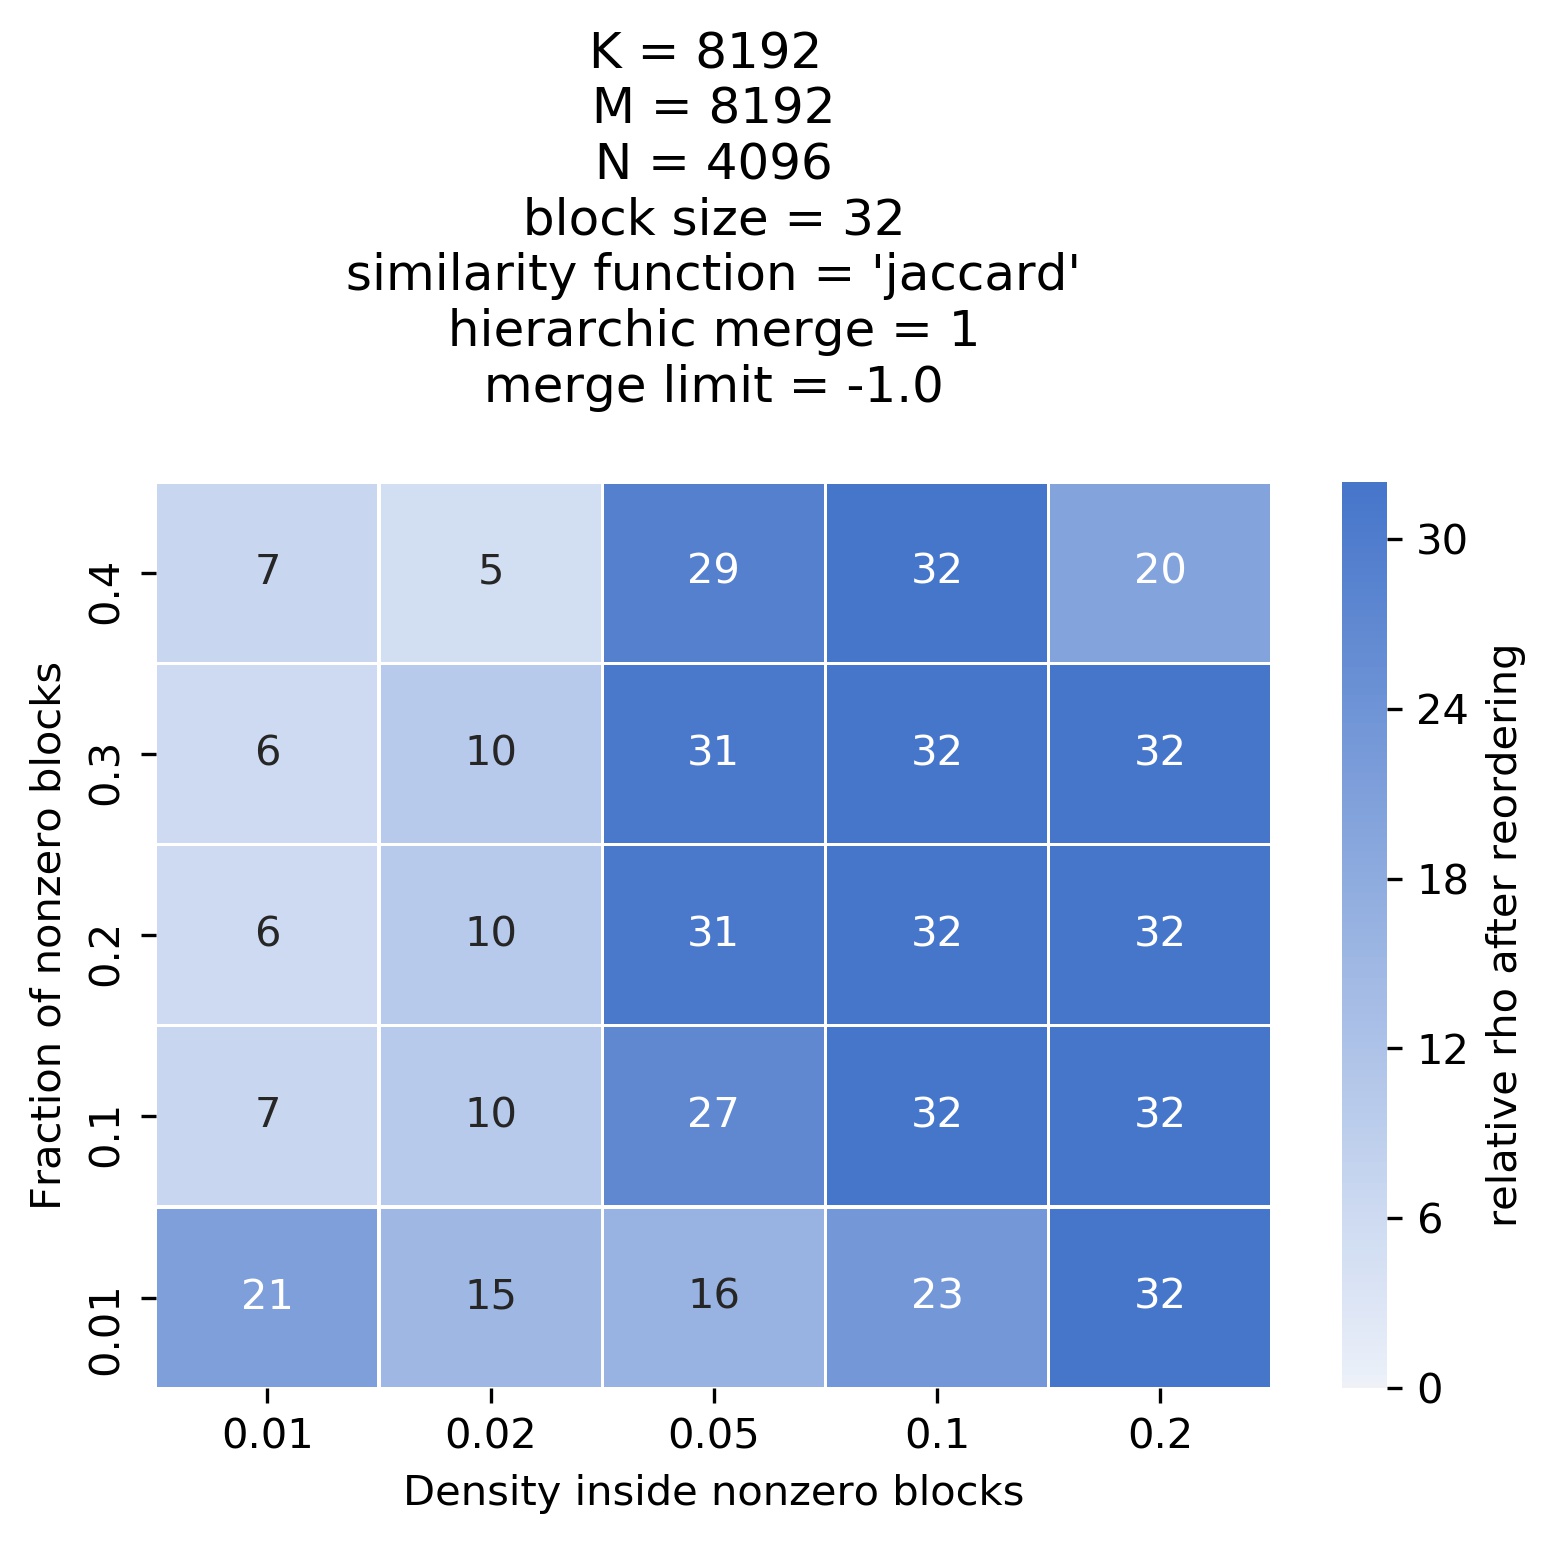 K = 8192
M = 8192
N = 4096
block size = 32
similarity function = 'jaccard'
hierarchic merge = 1
merge limit = -1.0
Fraction of nonzero blocks
0.4 7 5 29 32 20
0.3 6 10 31 32 32
0.2 6 10 31 32 32
0.1 7 10 27 32 32
0.01 21 15 16 23 32
0.01 0.02 0.05 0.1 0.2
Density inside nonzero blocks
30
24
18
12
6
0
relative rho after reordering